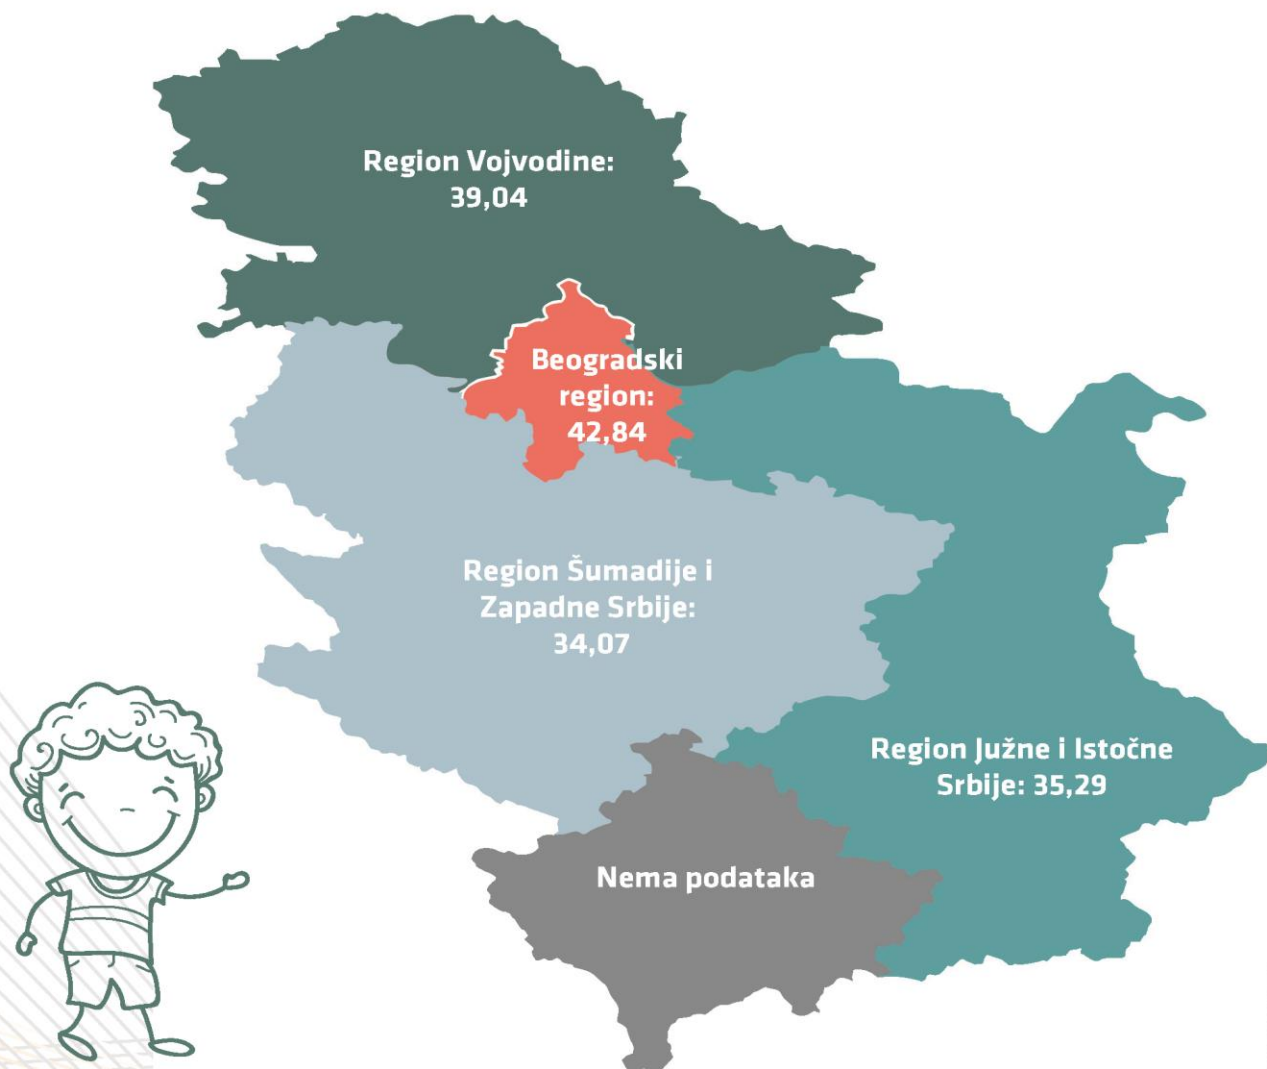 Region Vojvodine:
39,04
Beogradski
region:
42,84
Region Šumadije i
Zapadne Srbije:
34,07
Region Južne i Istočne
Srbije: 35,29
Nema podataka